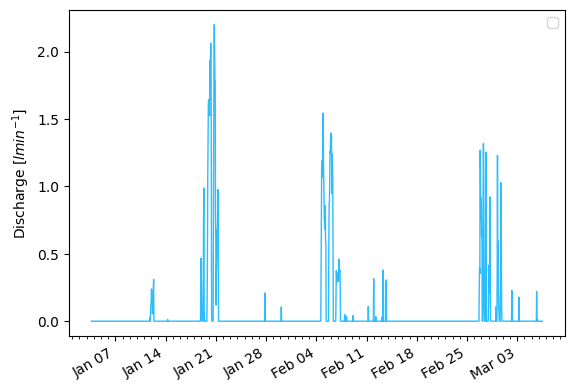 Discharge [lmin⁻¹]
2.0
1.5
1.0
0.5
0.0
Jan 07
Jan 14
Jan 21
Jan 28
Feb 04
Feb 11
Feb 18
Feb 25
Mar 03